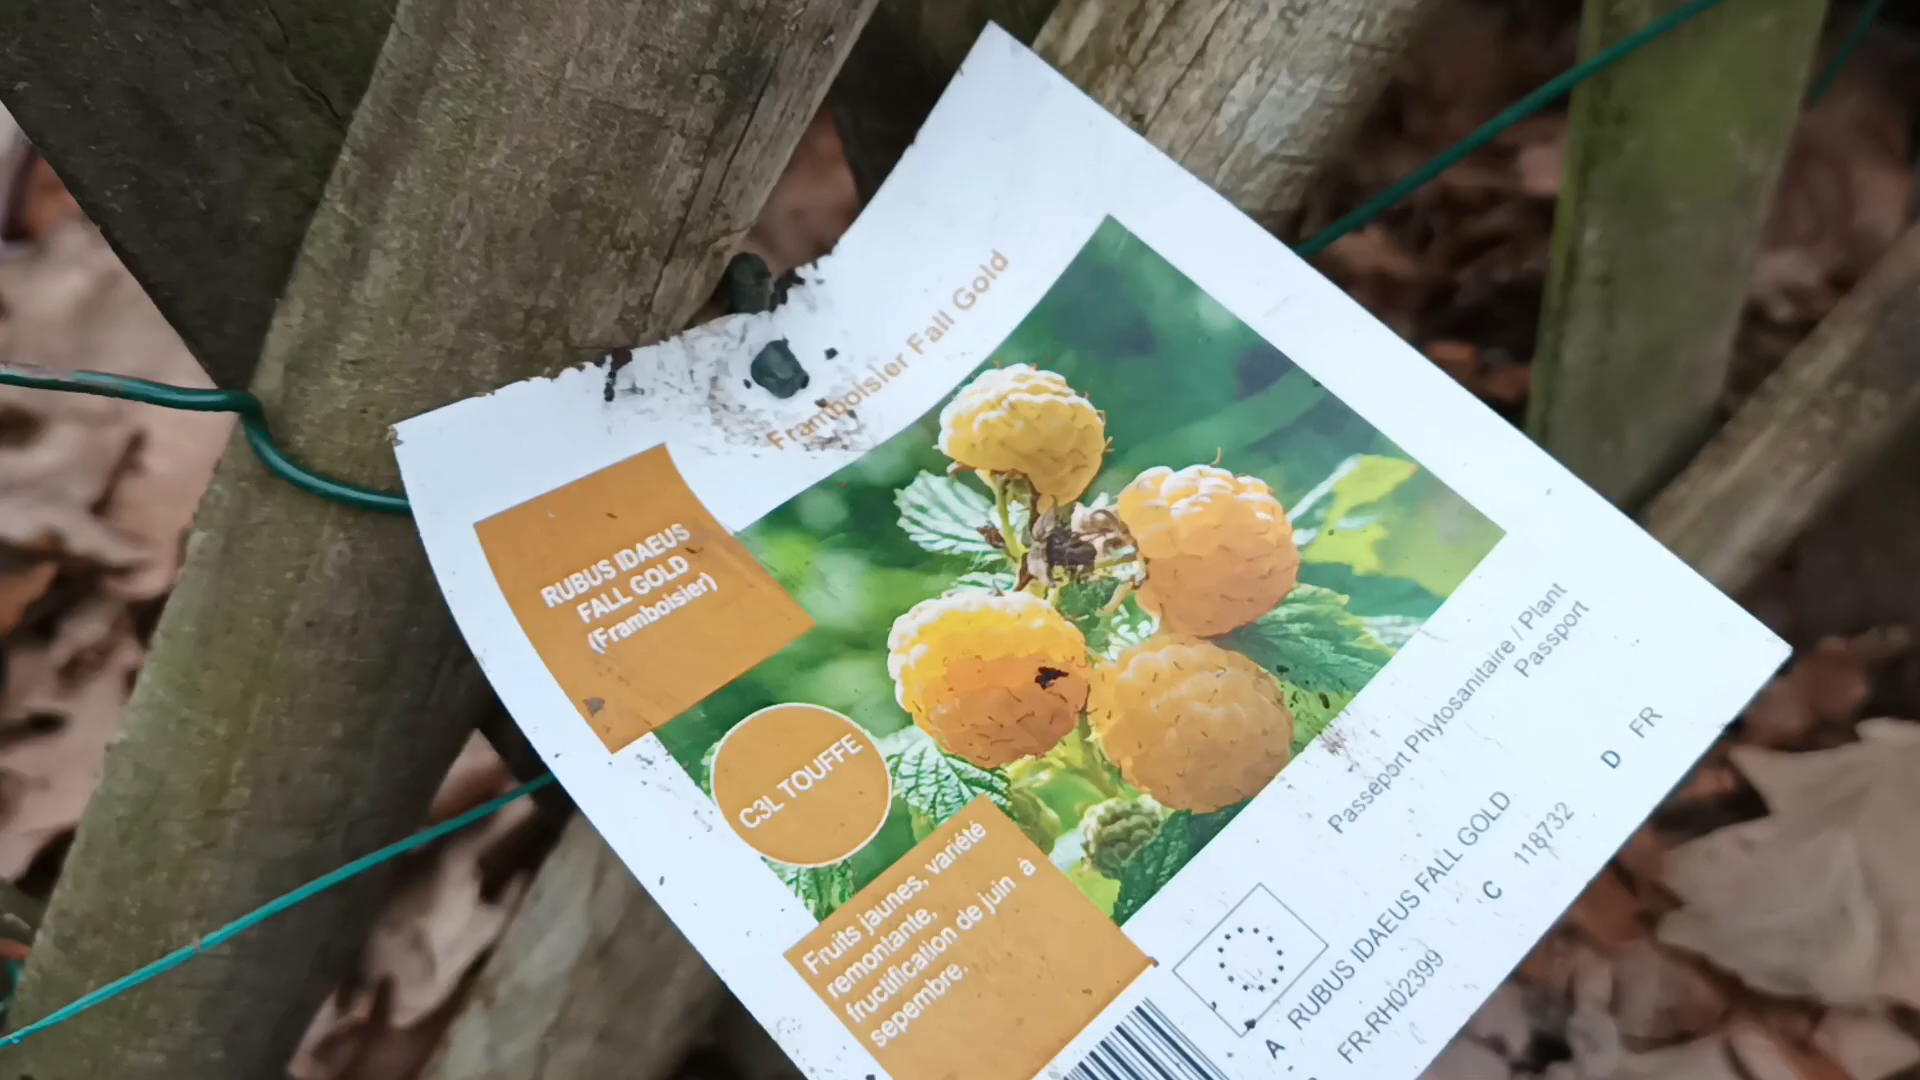 Framboisier Fall Gold
RUBUS IDAEUS
FALL GOLD
(Framboisier)
C3L TOUFFE
Fruits jaunes, variété
remontante,
fructification de juin à
sepembre.
Passeport Phytosanitaire / Plant
Passport
A RUBUS IDAEUS FALL GOLD
FR-RH02399
C 118732
D FR